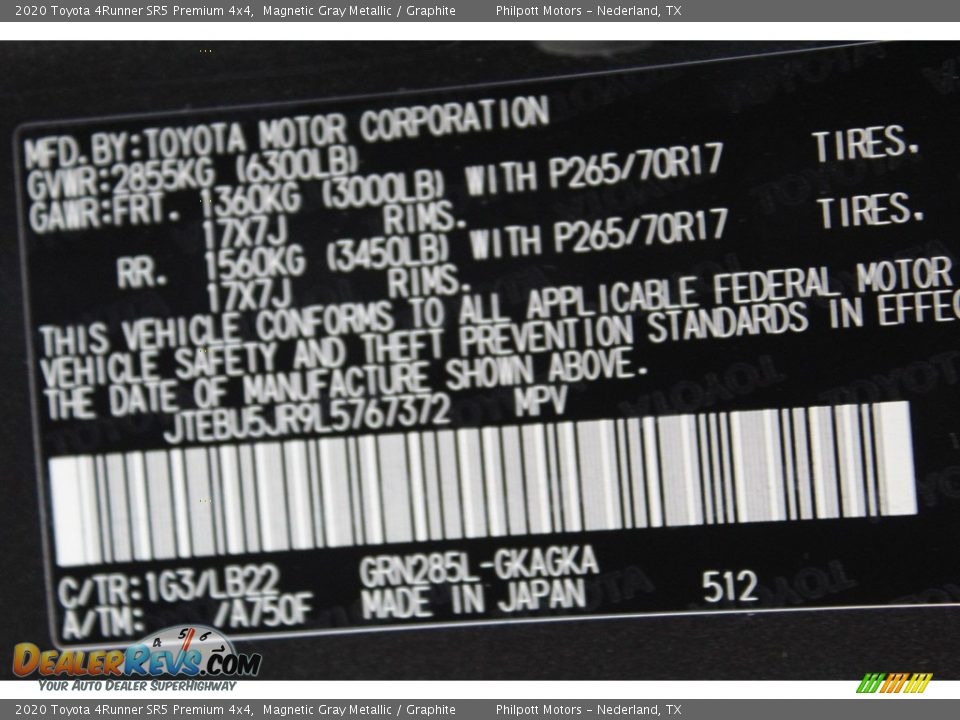 2020 Toyota 4Runner SR5 Premium 4x4, Magnetic Gray Metallic / Graphite Philpott Motors - Nederland, TX
MFD.BY:TOYOTA MOTOR CORPORATION
GVWR:2855KG (6300LB)
GAWR:FRT. 1360KG (3000LB) WITH P265/70R17 TIRES.
17X7J RIMS.
RR. 1560KG (3450LB) WITH P265/70R17 TIRES.
17X7J RIMS.
THIS VEHICLE CONFORMS TO ALL APPLICABLE FEDERAL MOTOR
VEHICLE SAFETY AND THEFT PREVENTION STANDARDS IN EFFEC
THE DATE OF MANUFACTURE SHOWN ABOVE.
JTEBU5JR9L5767372 MPV
C/TR:1G3/LB22 GRN285L-GKAGKA
A/TM: /A750F MADE IN JAPAN 512
DEALERREVS.COM
YOUR AUTO DEALER SUPERHIGHWAY
2020 Toyota 4Runner SR5 Premium 4x4, Magnetic Gray Metallic / Graphite Philpott Motors - Nederland, TX